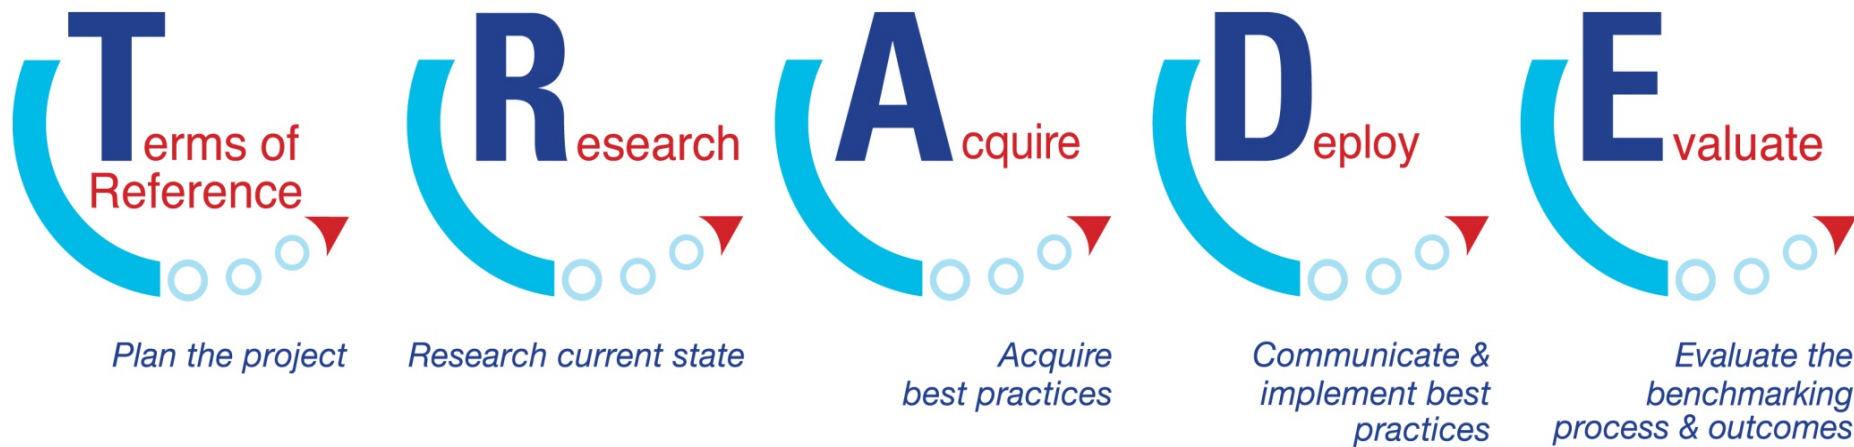 Terms of
Reference
Plan the project
Research
Research current state
Acquire
Acquire
best practices
Deploy
Communicate &
implement best
practices
Evaluate
Evaluate the
benchmarking
process & outcomes